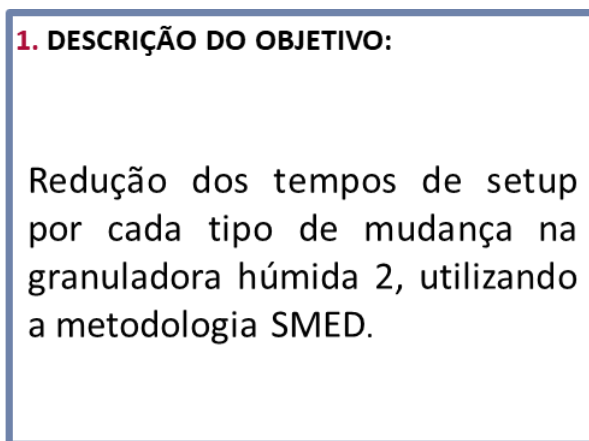 1. DESCRIÇÃO DO OBJETIVO:
Redução dos tempos de setup
por cada tipo de mudança na
granuladora húmida 2, utilizando
a metodologia SMED.